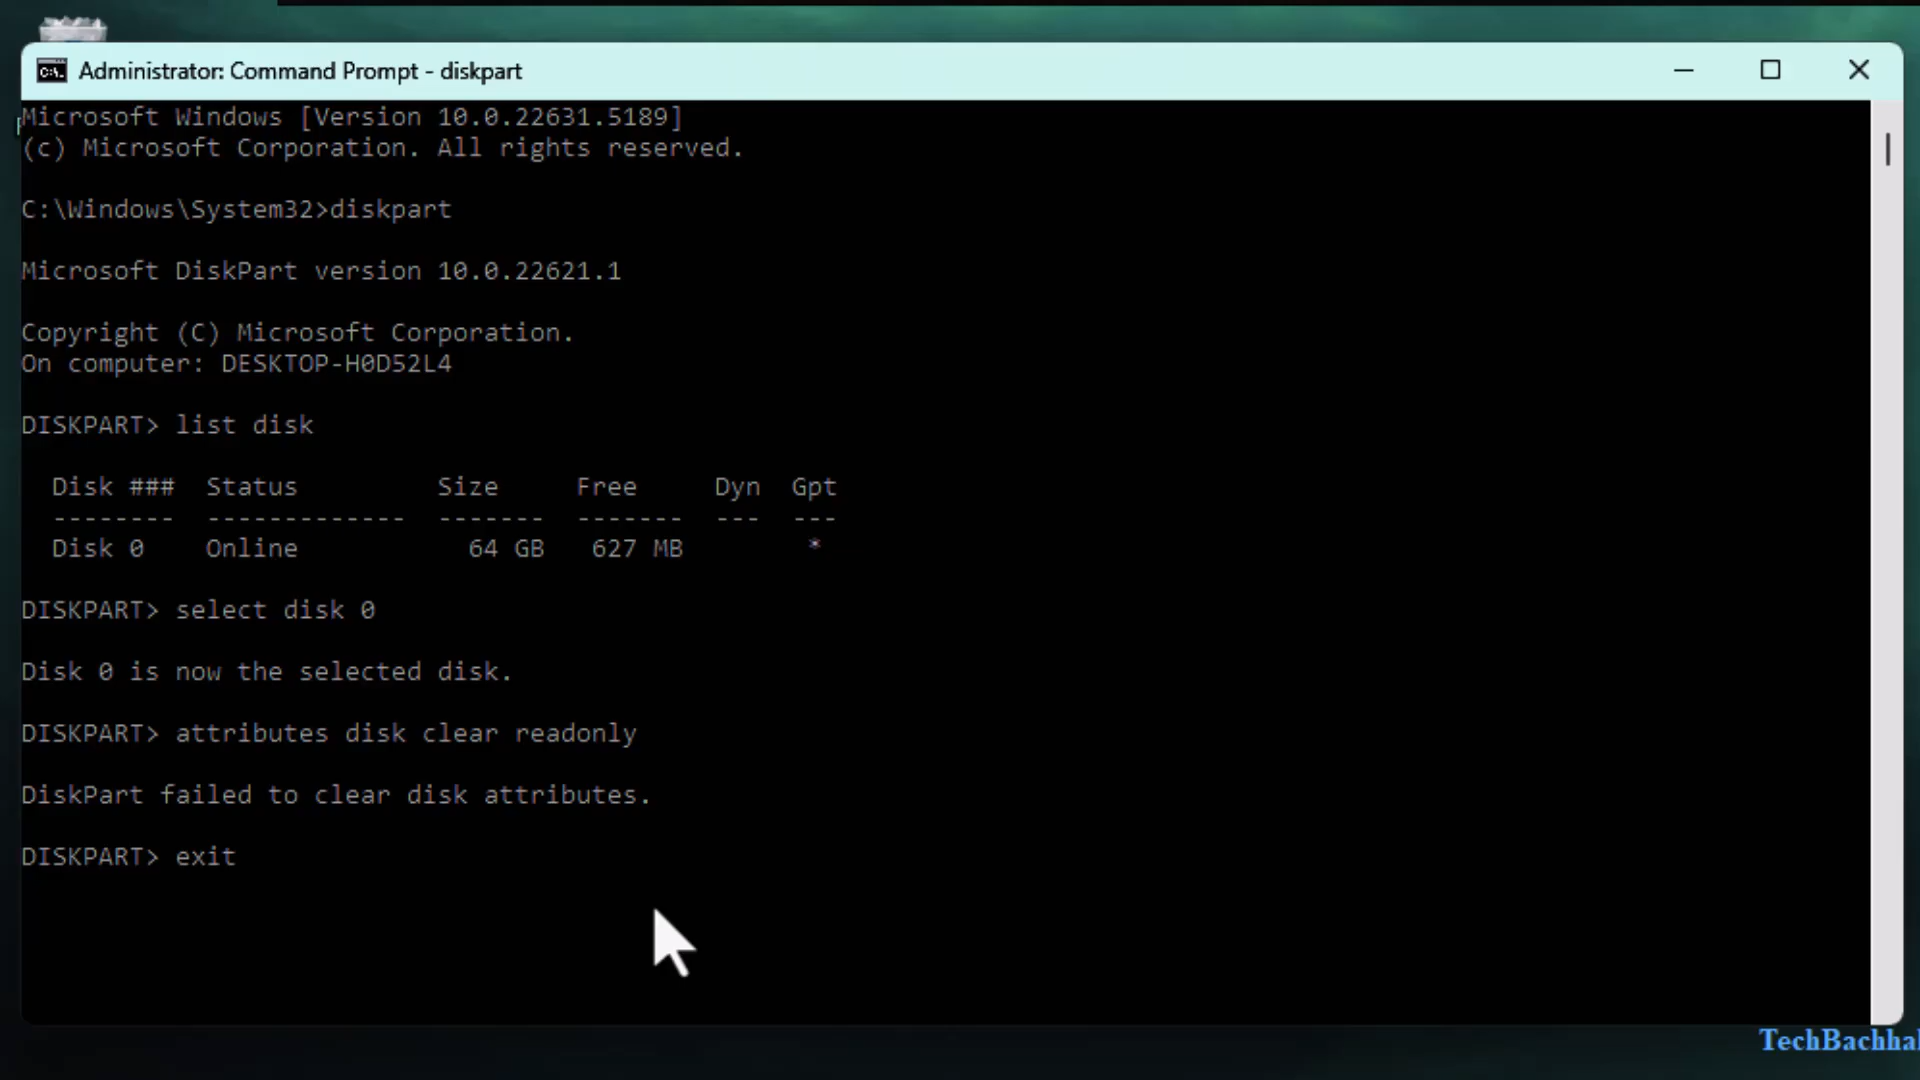 Administrator: Command Prompt - diskpart
Microsoft Windows [Version 10.0.22631.5189]
(c) Microsoft Corporation. All rights reserved.
C:\Windows\System32>diskpart
Microsoft DiskPart version 10.0.22621.1
Copyright (C) Microsoft Corporation.
On computer: DESKTOP-H0D52L4
DISKPART> list disk
Disk ### Status Size Free Dyn Gpt
-------- ------------- ------- ------- --- ---
Disk 0 Online 64 GB 627 MB *
DISKPART> select disk 0
Disk 0 is now the selected disk.
DISKPART> attributes disk clear readonly
DiskPart failed to clear disk attributes.
DISKPART> exit